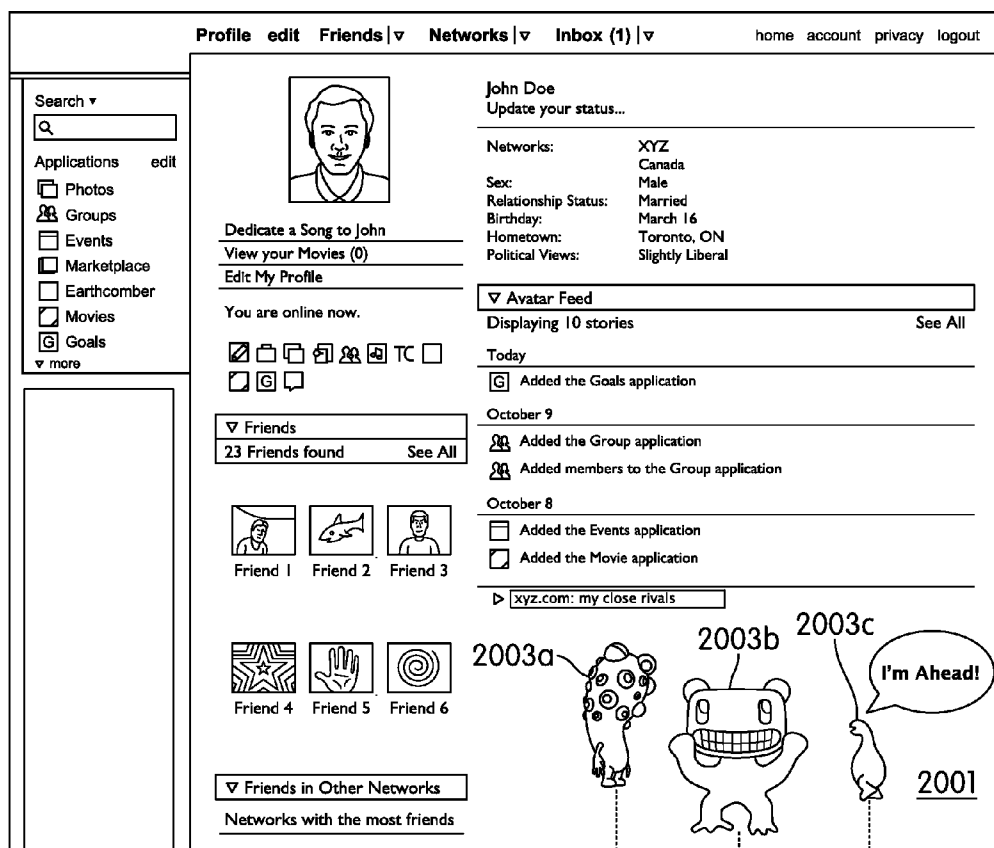 Profile edit Friends Networks Inbox (1) home account privacy logout
Search
Applications edit
Photos
Groups
Events
Marketplace
Earthcomber
Movies
G Goals
more
Dedicate a Song to John
View your Movies (0)
Edit My Profile
You are online now.
TC
G
Friends
23 Friends found See All
Friend 1 Friend 2 Friend 3
Friend 4 Friend 5 Friend 6
Friends in Other Networks
Networks with the most friends
John Doe
Update your status...
Networks: XYZ
Canada
Sex: Male
Relationship Status: Married
Birthday: March 16
Hometown: Toronto, ON
Political Views: Slightly Liberal
Avatar Feed
Displaying 10 stories See All
Today
G Added the Goals application
October 9
Added the Group application
Added members to the Group application
October 8
Added the Events application
Added the Movie application
xyz.com: my close rivals
2003a 2003b 2003c
I'm Ahead!
2001